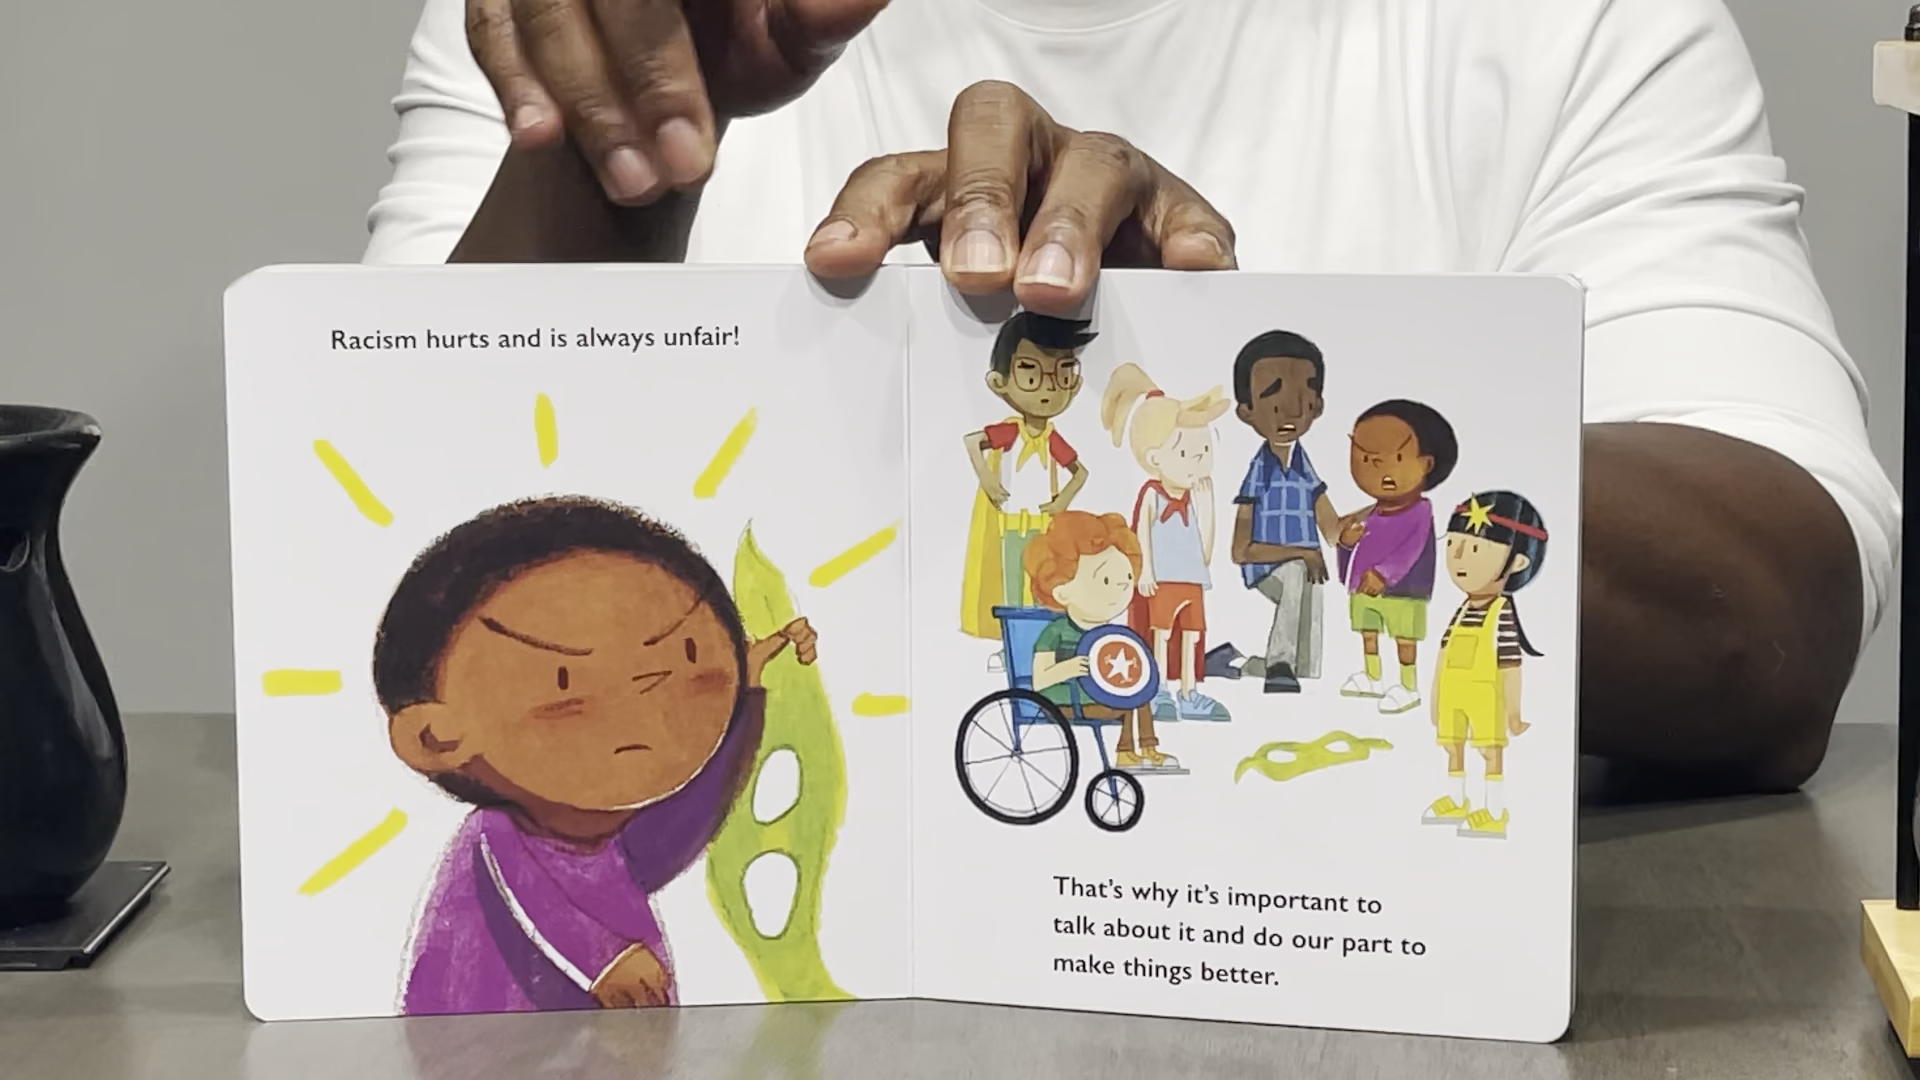 Racism hurts and is always unfair!
That's why it's important to
talk about it and do our part to
make things better.